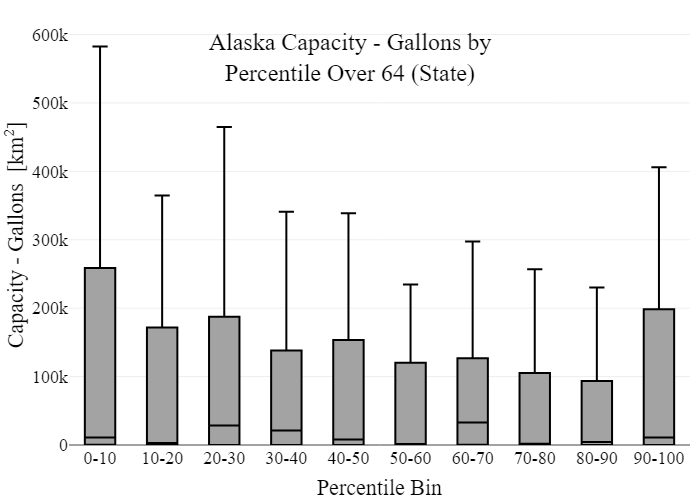 Alaska Capacity - Gallons by
Percentile Over 64 (State)
Capacity - Gallons [km²]
600k
500k
400k
300k
200k
100k
0
0-10 10-20 20-30 30-40 40-50 50-60 60-70 70-80 80-90 90-100
Percentile Bin